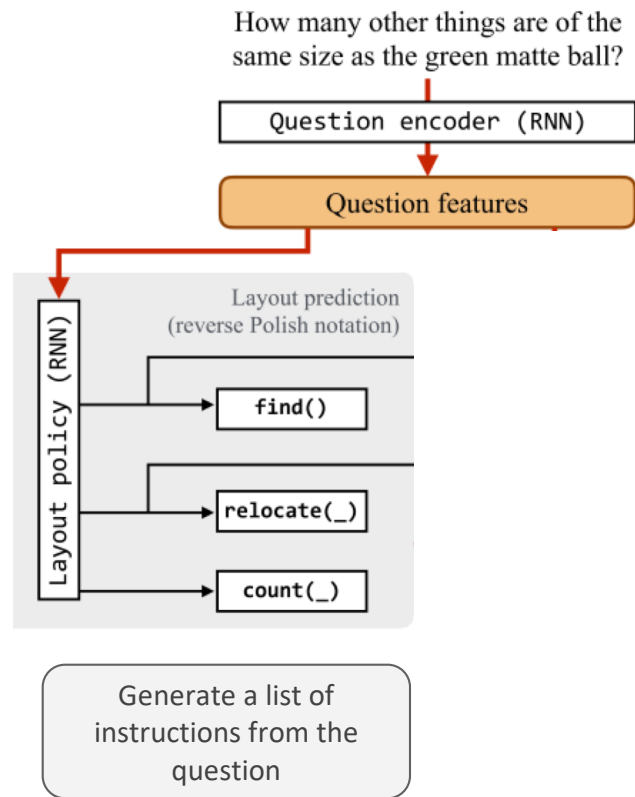 How many other things are of the
same size as the green matte ball?
Question encoder (RNN)
Question features
Layout prediction
(reverse Polish notation)
Layout policy (RNN)
find()
relocate(_)
count(_)
Generate a list of
instructions from the
question